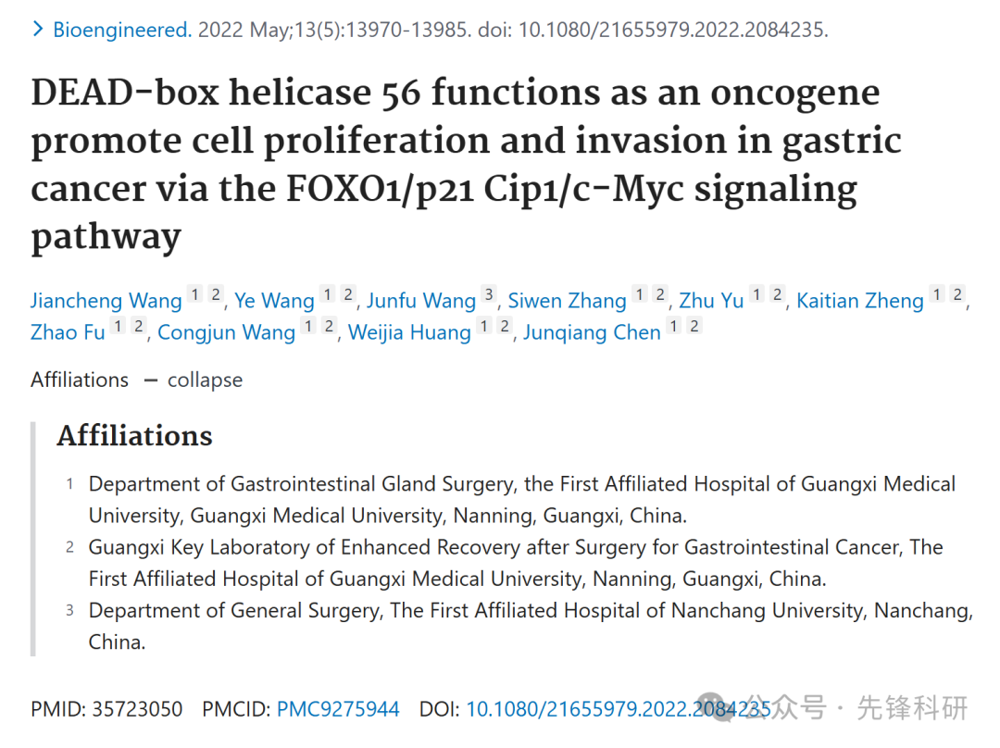 > Bioengineered. 2022 May;13(5):13970-13985. doi: 10.1080/21655979.2022.2084235.
DEAD-box helicase 56 functions as an oncogene
promote cell proliferation and invasion in gastric
cancer via the FOXO1/p21 Cip1/c-Myc signaling
pathway
Jiancheng Wang 1 2, Ye Wang 1 2, Junfu Wang 3, Siwen Zhang 1 2, Zhu Yu 1 2, Kaitian Zheng 1 2,
Zhao Fu 1 2, Congjun Wang 1 2, Weijia Huang 1 2, Junqiang Chen 1 2
Affiliations — collapse
Affiliations
1 Department of Gastrointestinal Gland Surgery, the First Affiliated Hospital of Guangxi Medical
University, Guangxi Medical University, Nanning, Guangxi, China.
2 Guangxi Key Laboratory of Enhanced Recovery after Surgery for Gastrointestinal Cancer, The
First Affiliated Hospital of Guangxi Medical University, Nanning, Guangxi, China.
3 Department of General Surgery, The First Affiliated Hospital of Nanchang University, Nanchang,
China.
PMID: 35723050 PMCID: PMC9275944 DOI: 10.1080/21655979.2022.2084235
公众号 · 先锋科研